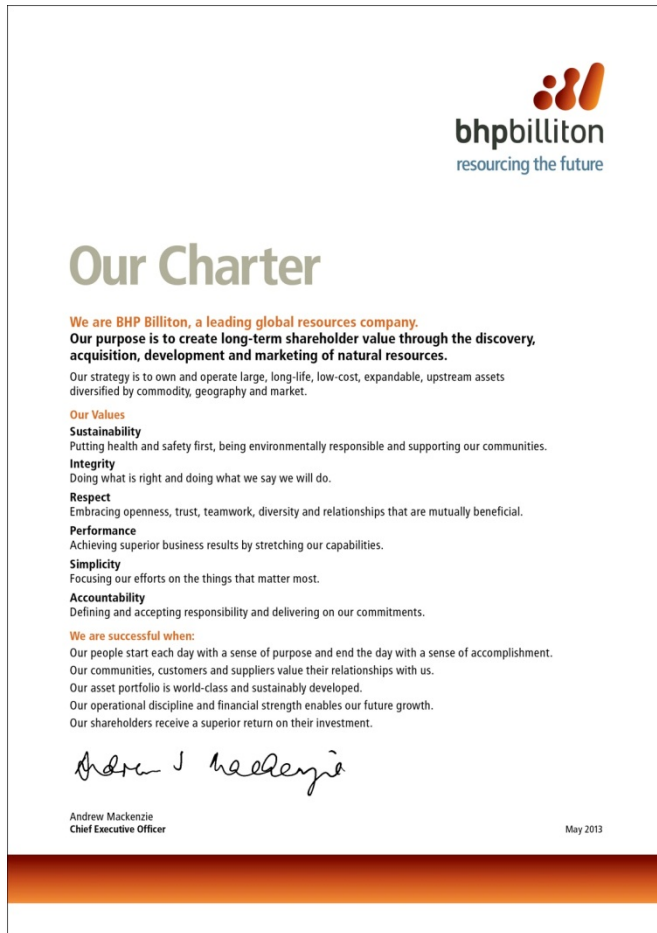 bhpbilliton
resourcing the future
Our Charter
We are BHP Billiton, a leading global resources company.
Our purpose is to create long-term shareholder value through the discovery,
acquisition, development and marketing of natural resources.
Our strategy is to own and operate large, long-life, low-cost, expandable, upstream assets
diversified by commodity, geography and market.
Our Values
Sustainability
Putting health and safety first, being environmentally responsible and supporting our communities.
Integrity
Doing what is right and doing what we say we will do.
Respect
Embracing openness, trust, teamwork, diversity and relationships that are mutually beneficial.
Performance
Achieving superior business results by stretching our capabilities.
Simplicity
Focusing our efforts on the things that matter most.
Accountability
Defining and accepting responsibility and delivering on our commitments.
We are successful when:
Our people start each day with a sense of purpose and end the day with a sense of accomplishment.
Our communities, customers and suppliers value their relationships with us.
Our asset portfolio is world-class and sustainably developed.
Our operational discipline and financial strength enables our future growth.
Our shareholders receive a superior return on their investment.
Andrew J Mackenzie
Andrew Mackenzie
Chief Executive Officer
May 2013